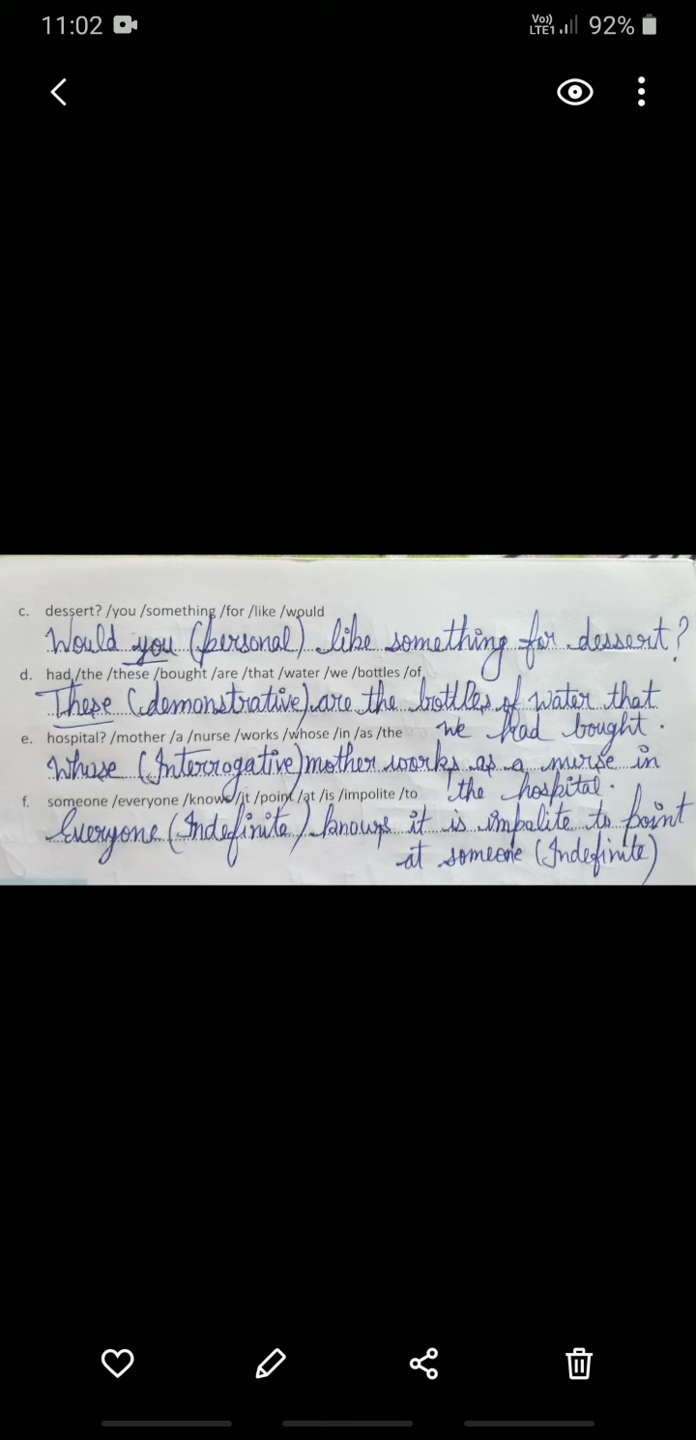 11:02
Vo)) LTE1 92%
c. dessert? /you /something /for /like /would
Would you (personal) like something for dessert?
d. had /the /these /bought /are /that /water /we /bottles /of
These (demonstrative) are the bottles of water that
we had bought.
e. hospital? /mother /a /nurse /works /whose /in /as /the
Whose (Interrogative) mother works as a nurse in
the hospital.
f. someone /everyone /knows /it /point /at /is /impolite /to
Everyone (Indefinite) knows it is impolite to point
at someone (Indefinite)